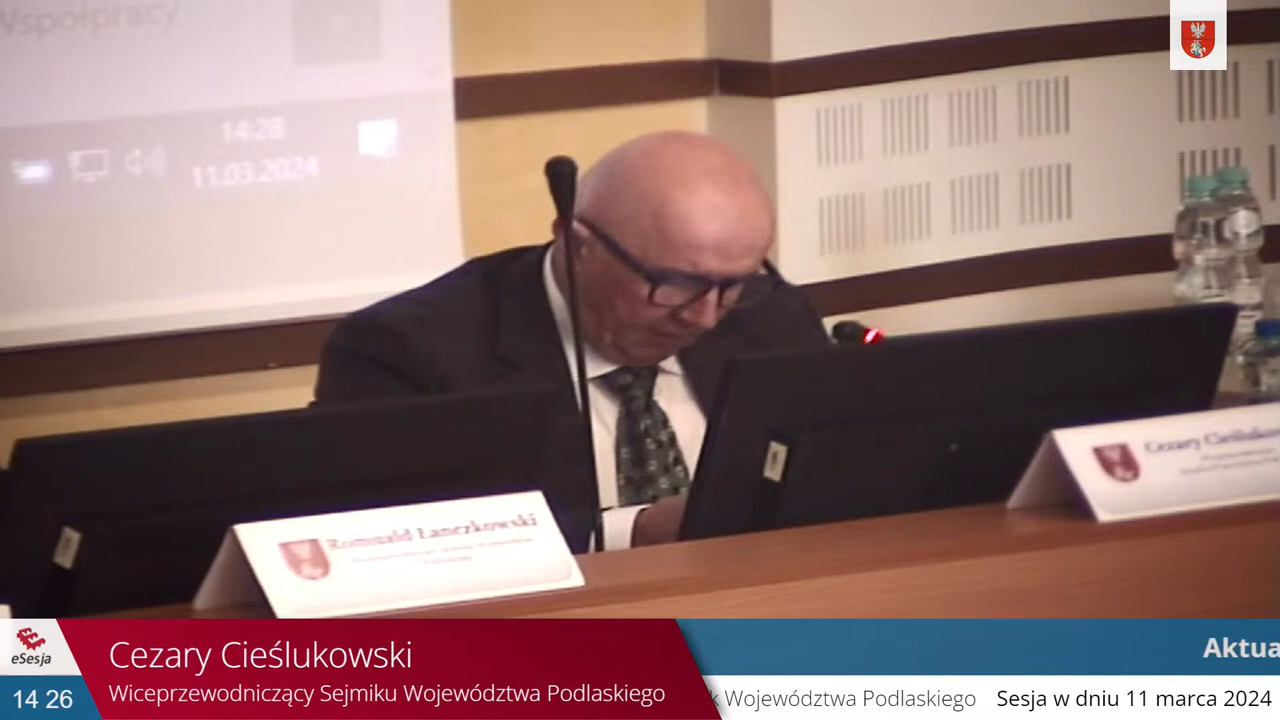 Współpracy
14:28
11.03.2024
Romuald Łanczkowski
Cezary Cieślukow
eSesja
14 26
Cezary Cieślukowski
Wiceprzewodniczący Sejmiku Województwa Podlaskiego
Aktua
k Województwa Podlaskiego
Sesja w dniu 11 marca 2024